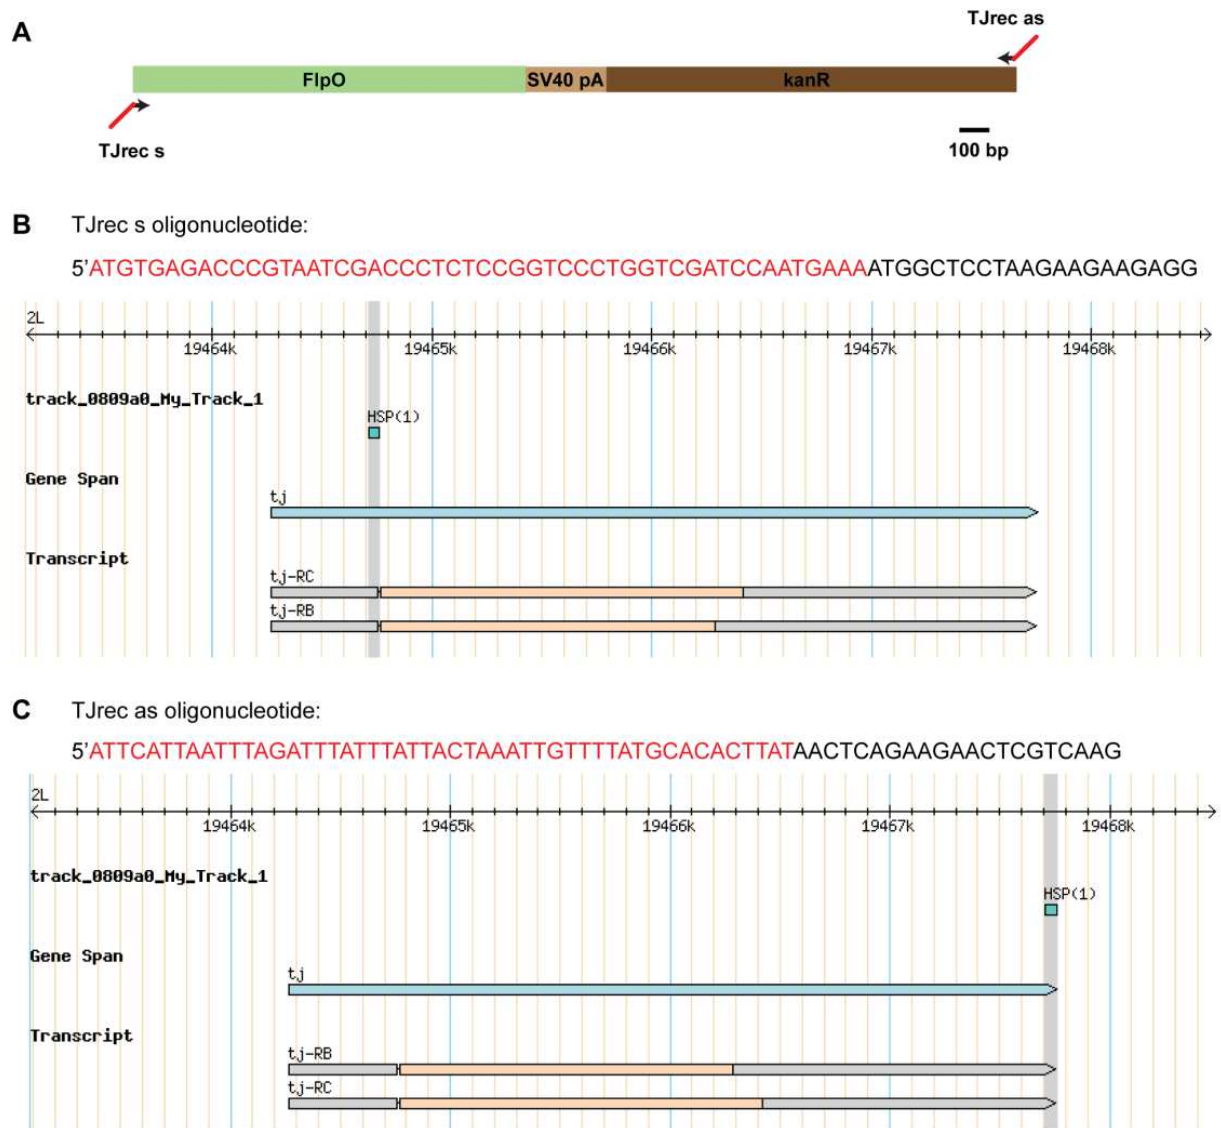 A
TJrec as
FlpO SV40 pA kanR
TJrec s
100 bp
B TJrec s oligonucleotide:
5'ATGTGAGACCCGTAATCGACCCTCTCCGGTCCCTGGTCGATCCAATGAAAATGGCTCCTAAGAAGAAGAGG
2L
19464k 19465k 19466k 19467k 19468k
track_0809a0_My_Track_1
HSP(1)
Gene Span
tj
Transcript
tj-RC
tj-RB
C TJrec as oligonucleotide:
5'ATTCATTAATTTAGATTTATTTATTACTAAATTGTTTTATGCACACTTATAACTCAGAAGAACTCGTCAAG
2L
19464k 19465k 19466k 19467k 19468k
track_0809a0_My_Track_1
HSP(1)
Gene Span
tj
Transcript
tj-RB
tj-RC